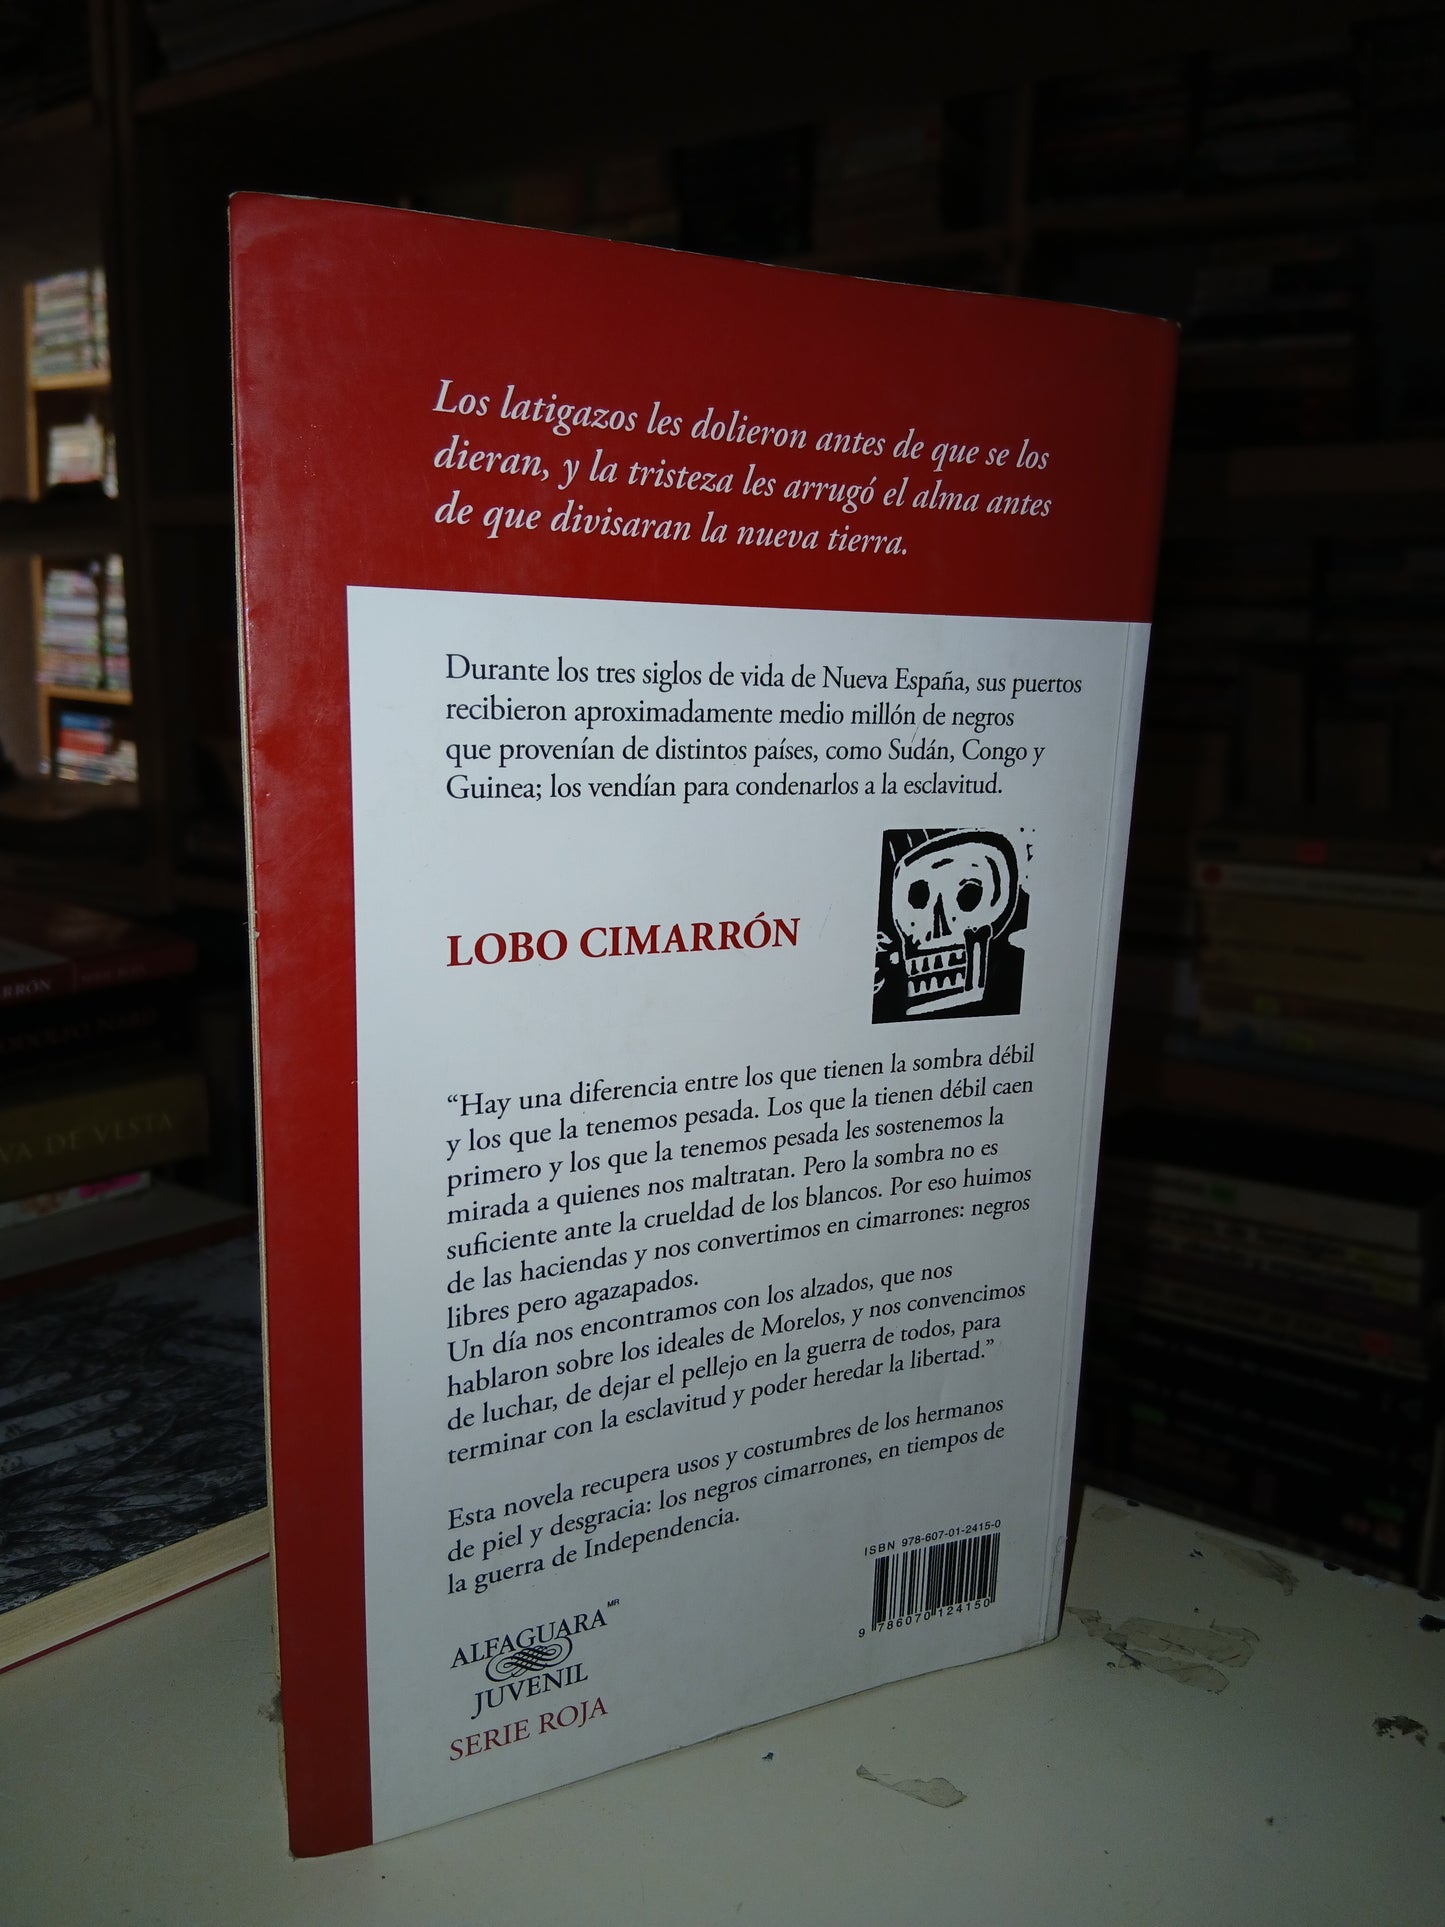 Los latigazos les dolieron antes de que se los
dieran, y la tristeza les arrugó el alma antes
de que divisaran la nueva tierra.
Durante los tres siglos de vida de Nueva España, sus puertos
recibieron aproximadamente medio millón de negros
que provenían de distintos países, como Sudán, Congo y
Guinea; los vendían para condenarlos a la esclavitud.
LOBO CIMARRÓN
“Hay una diferencia entre los que tienen la sombra débil
y los que la tenemos pesada. Los que la tienen débil caen
primero y los que la tenemos pesada les sostenemos la
mirada a quienes nos maltratan. Pero la sombra no es
suficiente ante la crueldad de los blancos. Por eso huimos
de las haciendas y nos convertimos en cimarrones: negros
libres pero agazapados.
Un día nos encontramos con los alzados, que nos
hablaron sobre los ideales de Morelos, y nos convencimos
de luchar, de dejar el pellejo en la guerra de todos, para
terminar con la esclavitud y poder heredar la libertad.”
Esta novela recupera usos y costumbres de los hermanos
de piel y desgracia: los negros cimarrones, en tiempos de
la guerra de Independencia.
ISBN 978-607-01-2415-0
9 786070 124150
ALFAGUARA MR
JUVENIL
SERIE ROJA
RRÓN
VA DE VESTA